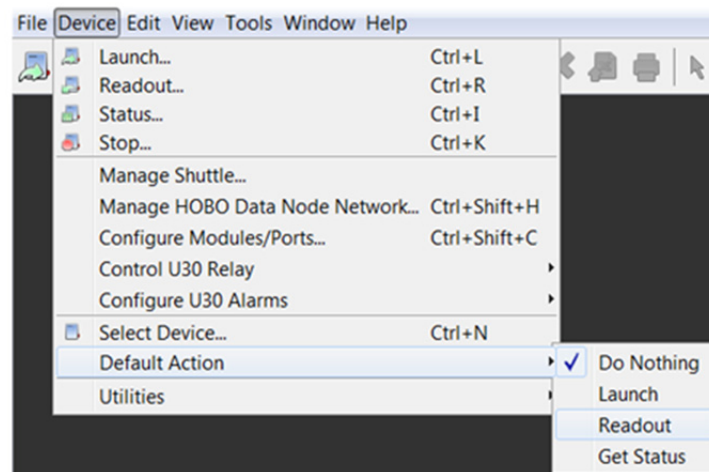 File Device Edit View Tools Window Help
Launch... Ctrl+L
Readout... Ctrl+R
Status... Ctrl+I
Stop... Ctrl+K
Manage Shuttle...
Manage HOBO Data Node Network... Ctrl+Shift+H
Configure Modules/Ports... Ctrl+Shift+C
Control U30 Relay
Configure U30 Alarms
Select Device... Ctrl+N
Default Action
Utilities
Do Nothing
Launch
Readout
Get Status